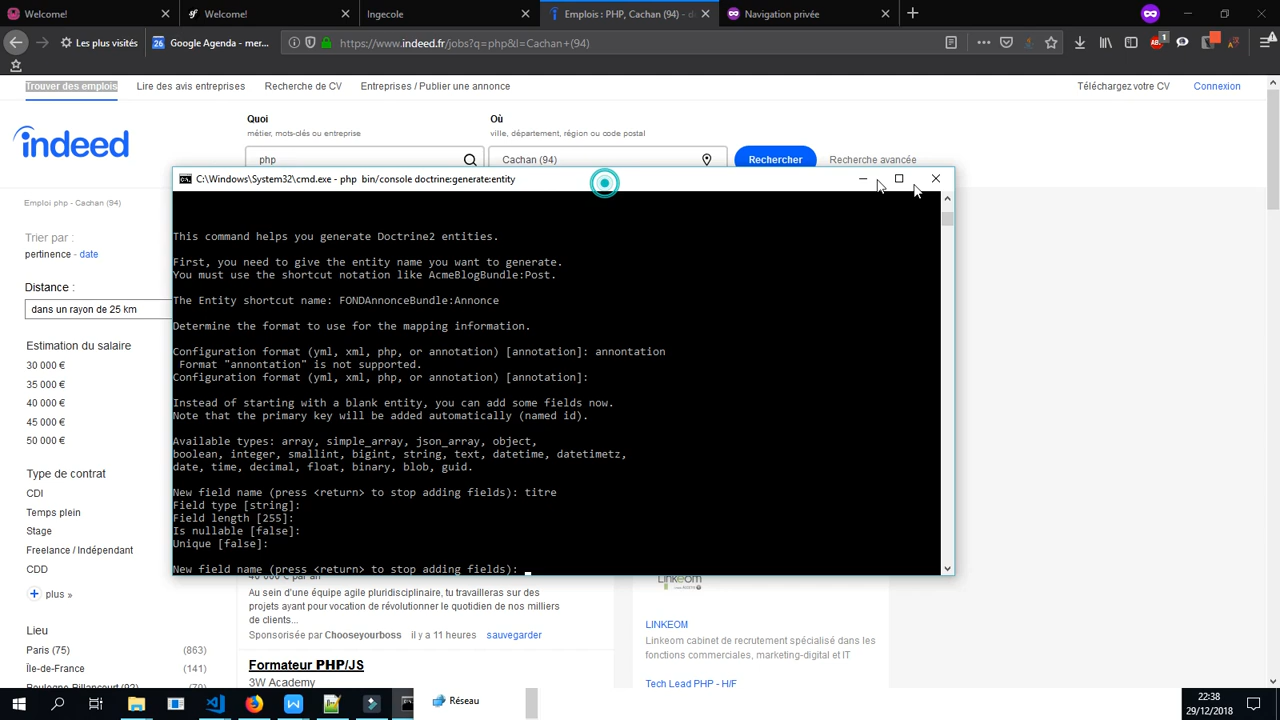 Welcome!
Welcome!
Ingecole
Emplois : PHP, Cachan (94) - d
Navigation privée
Les plus visités
26
Google Agenda - mer...
https://www.indeed.fr/jobs?q=php&l=Cachan+(94)
1
Trouver des emplois
Lire des avis entreprises
Recherche de CV
Entreprises / Publier une annonce
Téléchargez votre CV
Connexion
indeed
Quoi
métier, mots-clés ou entreprise
Où
ville, département, région ou code postal
php
Cachan (94)
Rechercher
Recherche avancée
C:\Windows\System32\cmd.exe - php bin/console doctrine:generate:entity
This command helps you generate Doctrine2 entities.
First, you need to give the entity name you want to generate.
You must use the shortcut notation like AcmeBlogBundle:Post.
The Entity shortcut name: FONDAnnonceBundle:Annonce
Determine the format to use for the mapping information.
Configuration format (yml, xml, php, or annotation) [annotation]: annontation
Format "annontation" is not supported.
Configuration format (yml, xml, php, or annotation) [annotation]:
Instead of starting with a blank entity, you can add some fields now.
Note that the primary key will be added automatically (named id).
Available types: array, simple_array, json_array, object,
boolean, integer, smallint, bigint, string, text, datetime, datetimetz,
date, time, decimal, float, binary, blob, guid.
New field name (press <return> to stop adding fields): titre
Field type [string]:
Field length [255]:
Is nullable [false]:
Unique [false]:
New field name (press <return> to stop adding fields):
Emploi php - Cachan (94)
Trier par :
pertinence - date
Distance :
dans un rayon de 25 km
Estimation du salaire
30 000 €
35 000 €
40 000 €
45 000 €
50 000 €
Type de contrat
CDI
Temps plein
Stage
Freelance / Indépendant
CDD
plus »
Lieu
Paris (75) (863)
Île-de-France (141)
Boulogne-Billancourt (92) (79)
40 000 € par an
Au sein d'une équipe agile pluridisciplinaire, tu travailleras sur des
projets ayant pour vocation de révolutionner le quotidien de nos milliers
de clients...
Sponsorisée par Chooseyourboss il y a 11 heures sauvegarder
Formateur PHP/JS
3W Academy
Linkeom
LINKEOM
Linkeom cabinet de recrutement spécialisé dans les
fonctions commerciales, marketing-digital et IT
Tech Lead PHP - H/F
Réseau
22:38
29/12/2018